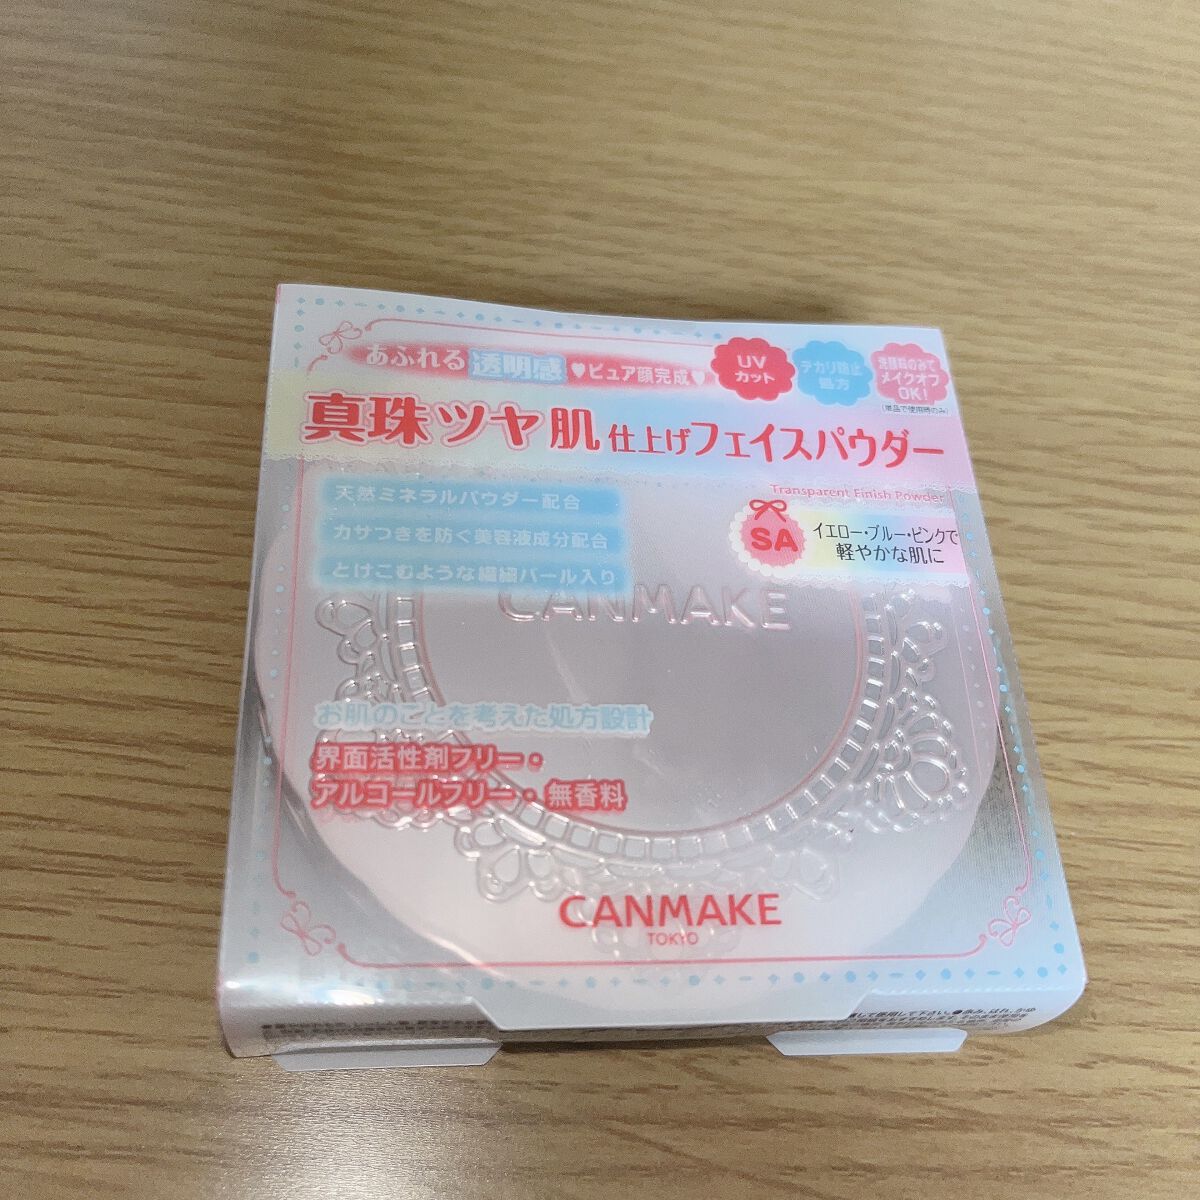 あふれる透明感♥ピュア顔完成♥
UV
カット
テカリ防止
処方
洗顔料のみで
メイクオフ
OK!
(単品で使用時のみ)
真珠ツヤ肌仕上げフェイスパウダー
Transparent Finish Powder
天然ミネラルパウダー配合
カサつきを防ぐ美容液成分配合
とけこむような繊細パール入り
SA
イエロー・ブルー・ピンクで
軽やかな肌に
CANMAKE
お肌のことを考えた処方設計
界面活性剤フリー・
アルコールフリー・無香料
CANMAKE
TOKYO